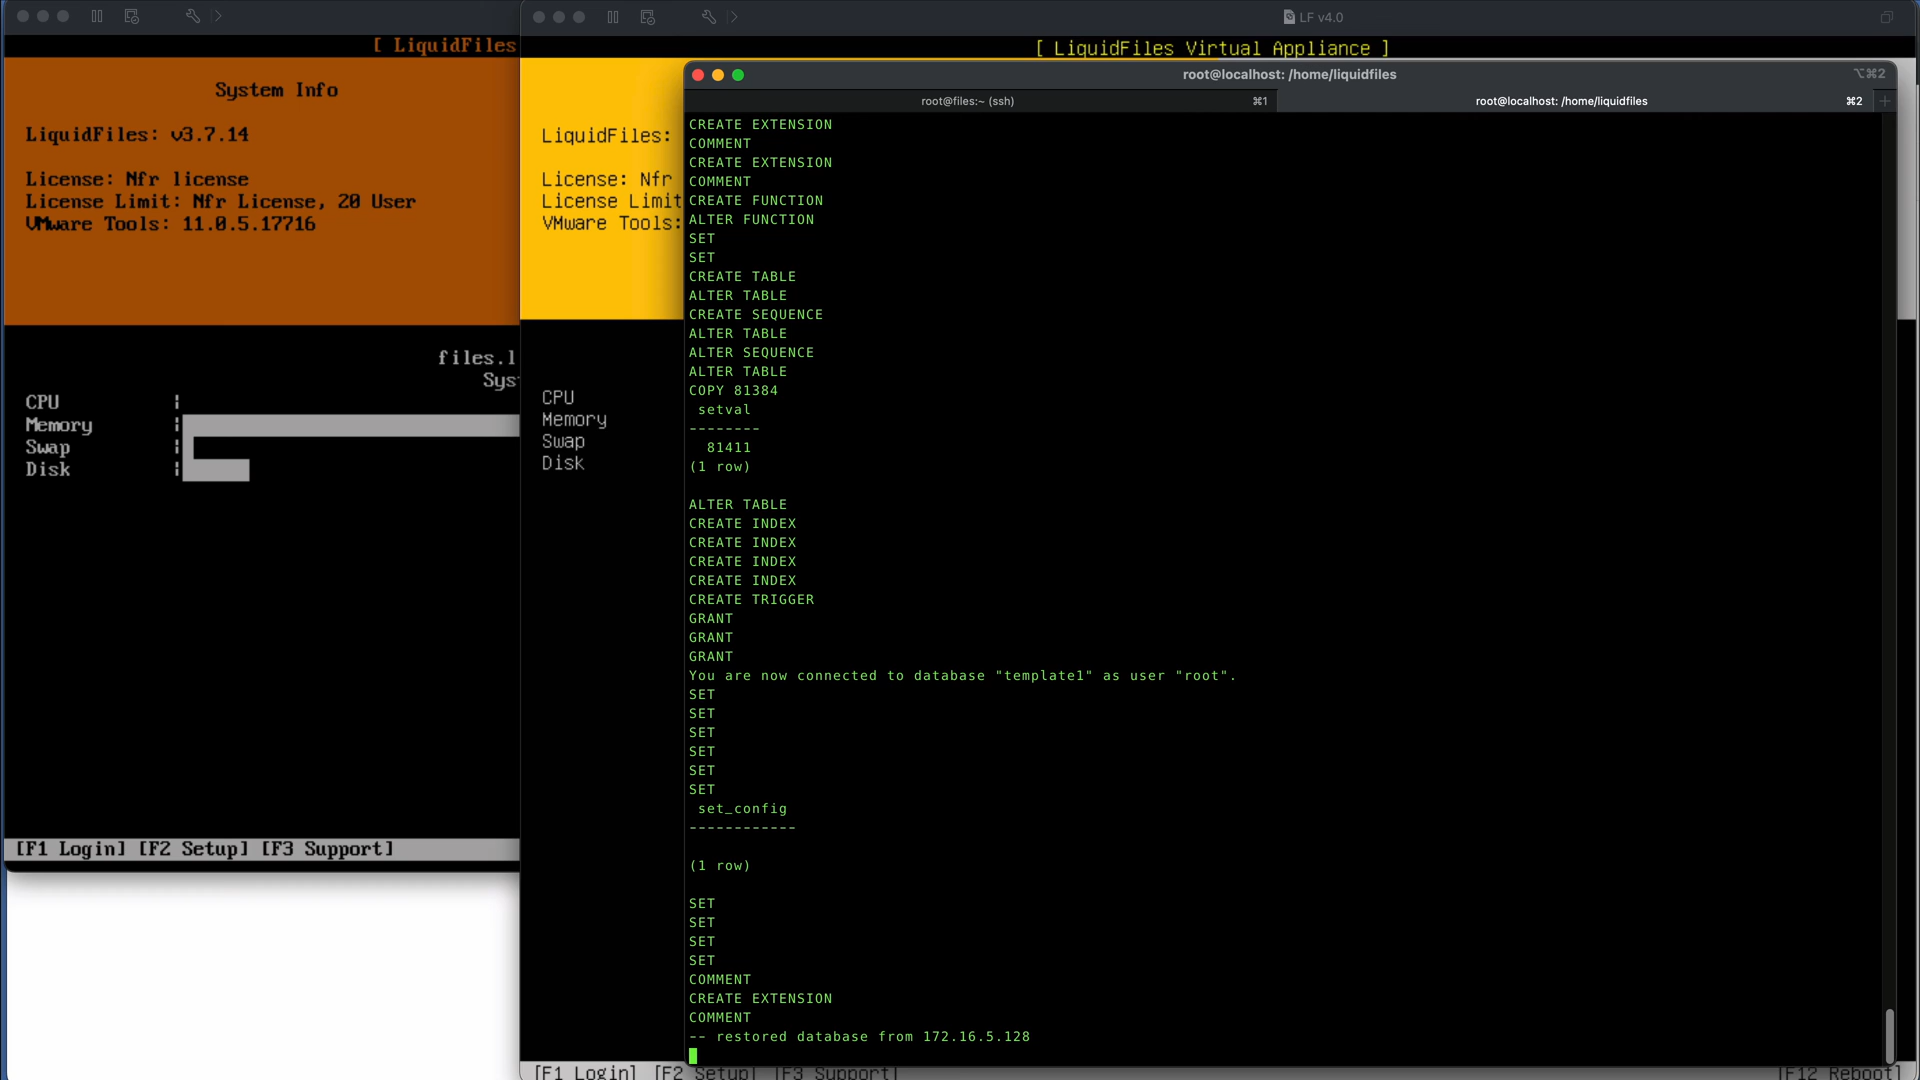 [ LiquidFiles
System Info
LiquidFiles: v3.7.14
License: Nfr license
License Limit: Nfr License, 20 User
VMware Tools: 11.0.5.17716
files.l
Sys
CPU
Memory
Swap
Disk
[F1 Login] [F2 Setup] [F3 Support]
LF v4.0
[ LiquidFiles Virtual Appliance ]
LiquidFiles:
License: Nfr
License Limit
VMware Tools:
CPU
Memory
Swap
Disk
[F1 Login] [F2 Setup] [F3 Support]
[F12 Reboot]
root@localhost: /home/liquidfiles
⌥⌘2
root@files:~ (ssh)
⌘1
root@localhost: /home/liquidfiles
⌘2
CREATE EXTENSION
COMMENT
CREATE EXTENSION
COMMENT
CREATE FUNCTION
ALTER FUNCTION
SET
SET
CREATE TABLE
ALTER TABLE
CREATE SEQUENCE
ALTER TABLE
ALTER SEQUENCE
ALTER TABLE
COPY 81384
setval
--------
81411
(1 row)
ALTER TABLE
CREATE INDEX
CREATE INDEX
CREATE INDEX
CREATE INDEX
CREATE TRIGGER
GRANT
GRANT
GRANT
You are now connected to database "template1" as user "root".
SET
SET
SET
SET
SET
SET
set_config
------------
(1 row)
SET
SET
SET
SET
COMMENT
CREATE EXTENSION
COMMENT
-- restored database from 172.16.5.128